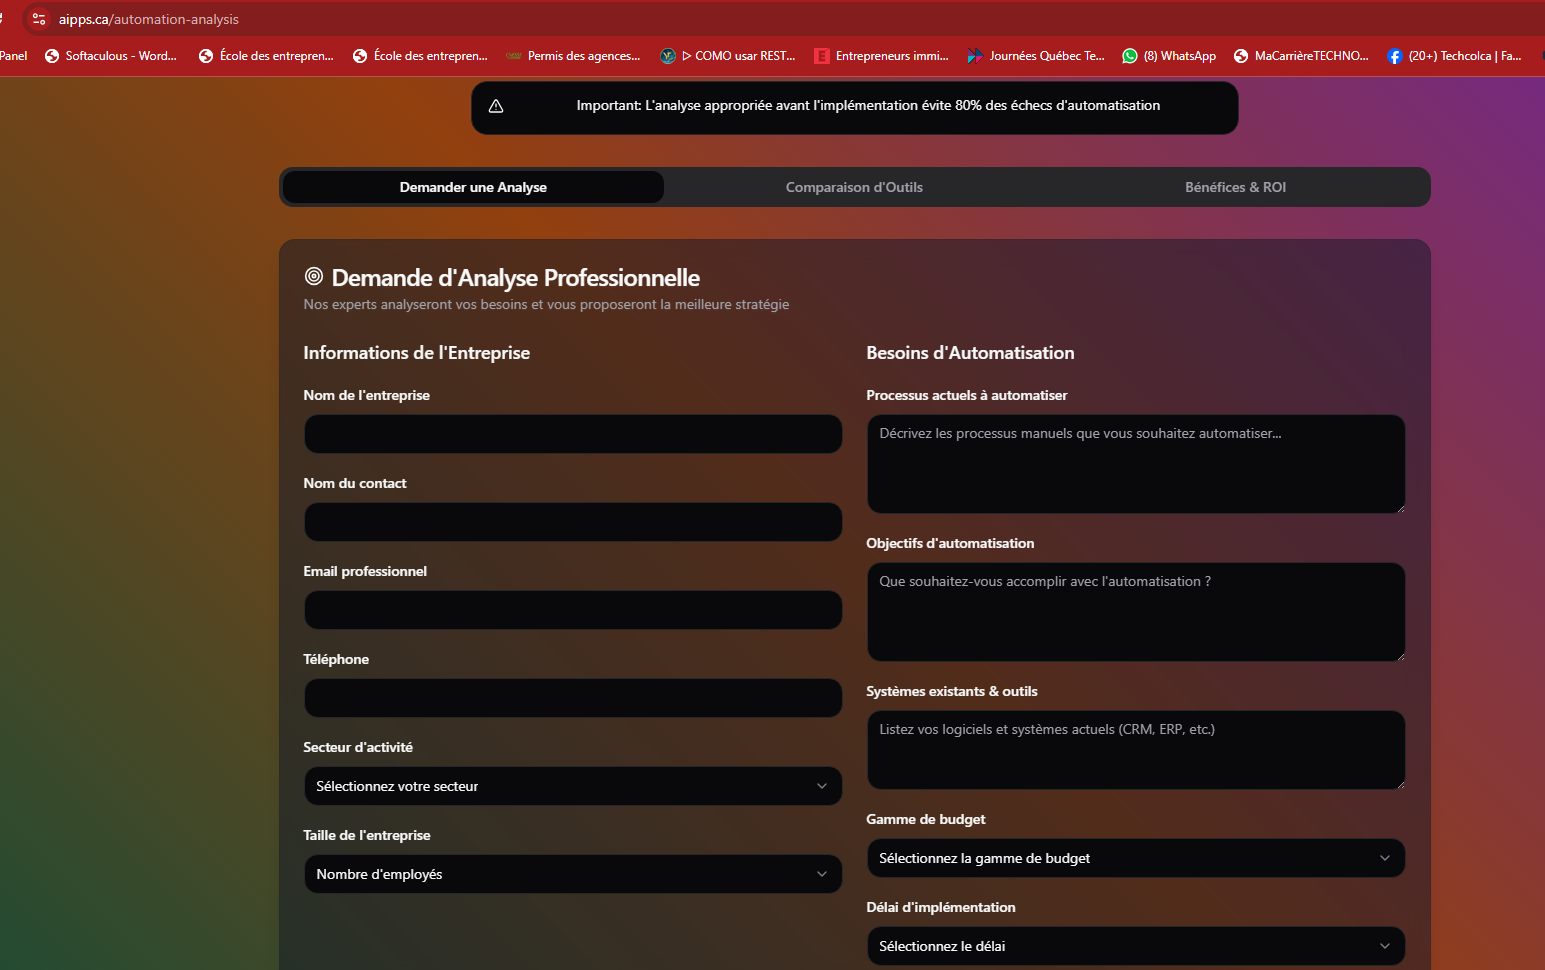 aipps.ca/automation-analysis
Panel
Softaculous - Word...
École des entrepren...
École des entrepren...
Permis des agences...
▷ COMO usar REST...
Entrepreneurs immi...
Journées Québec Te...
(8) WhatsApp
MaCarrièreTECHNO...
(20+) Techcolca | Fa...
Important: L'analyse appropriée avant l'implémentation évite 80% des échecs d'automatisation
Demander une Analyse
Comparaison d'Outils
Bénéfices & ROI
Demande d'Analyse Professionnelle
Nos experts analyseront vos besoins et vous proposeront la meilleure stratégie
Informations de l'Entreprise
Nom de l'entreprise
Nom du contact
Email professionnel
Téléphone
Secteur d'activité
Sélectionnez votre secteur
Taille de l'entreprise
Nombre d'employés
Besoins d'Automatisation
Processus actuels à automatiser
Décrivez les processus manuels que vous souhaitez automatiser...
Objectifs d'automatisation
Que souhaitez-vous accomplir avec l'automatisation ?
Systèmes existants & outils
Listez vos logiciels et systèmes actuels (CRM, ERP, etc.)
Gamme de budget
Sélectionnez la gamme de budget
Délai d'implémentation
Sélectionnez le délai